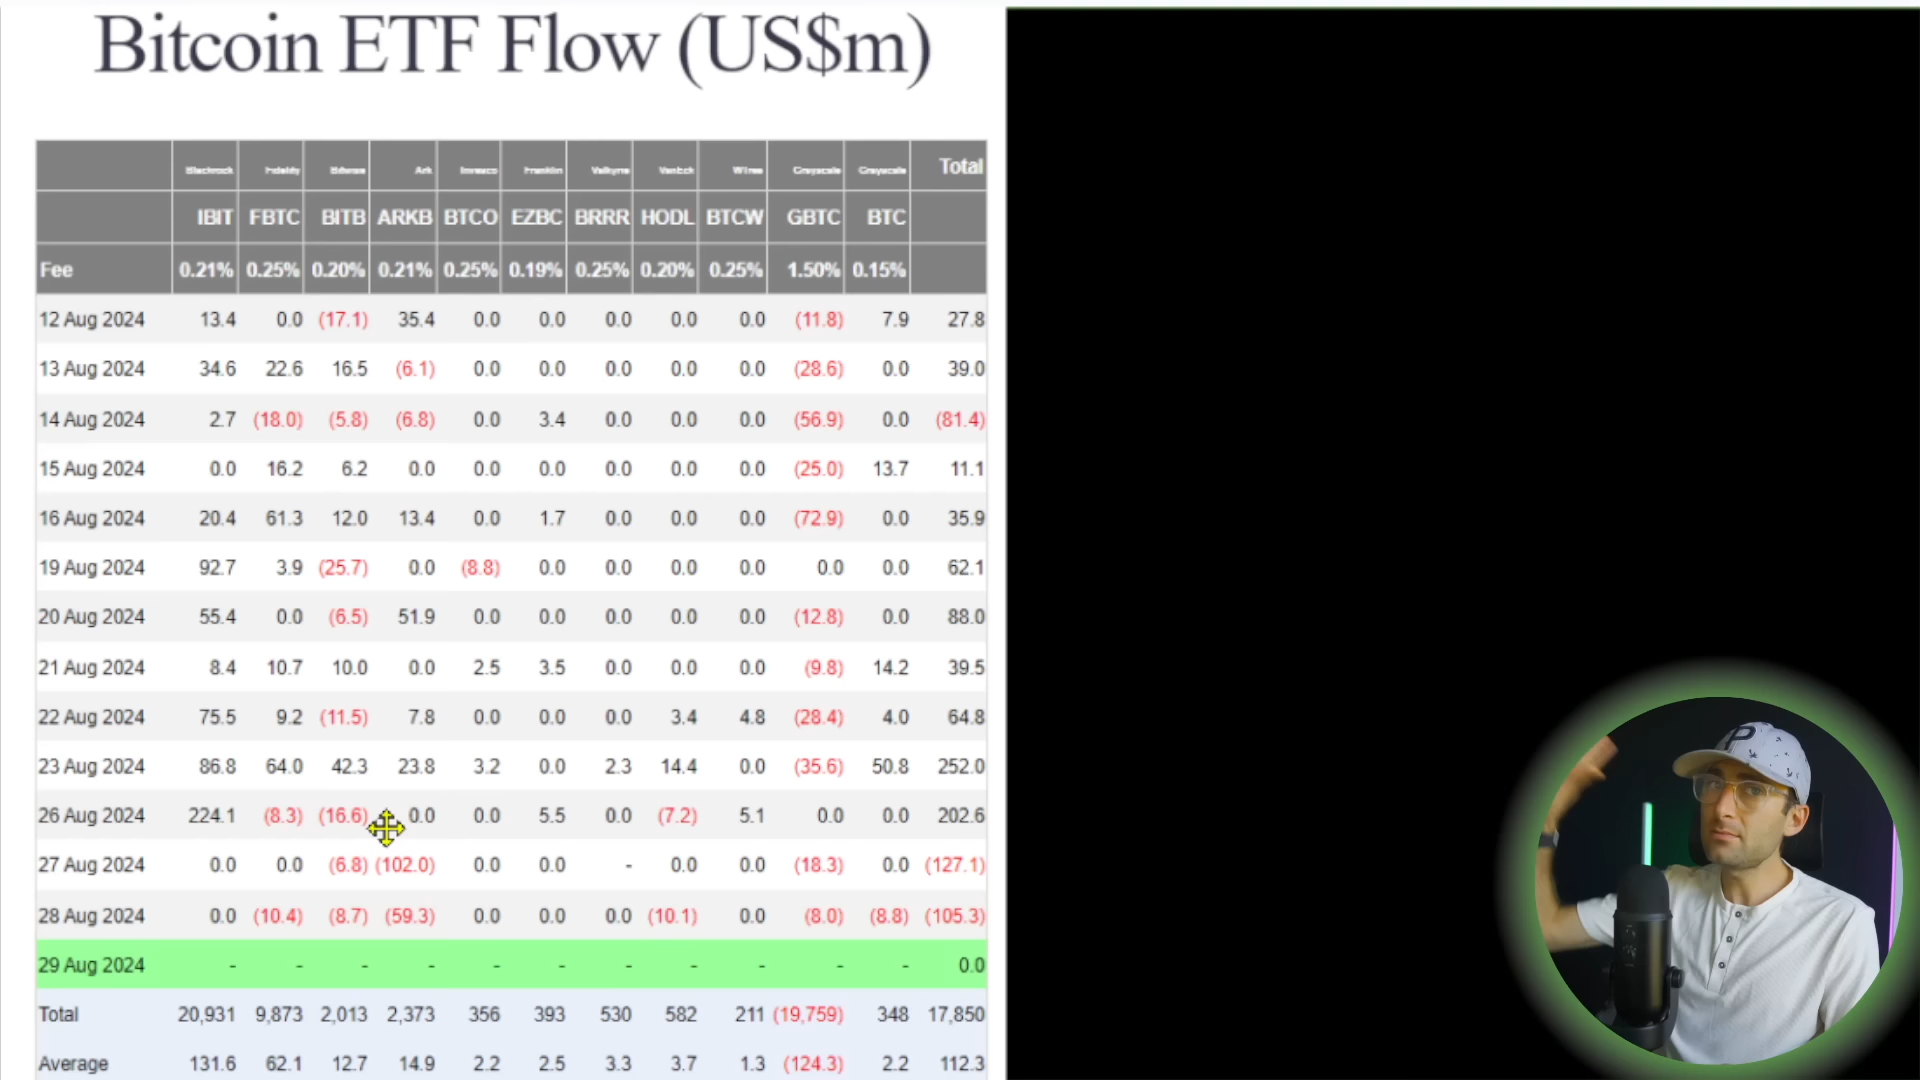 Bitcoin ETF Flow (US$m)
Blackrock Fidelity Bitwise Ark Invesco Franklin Valkyrie VanEck WTree Grayscale Grayscale Total
IBIT FBTC BITB ARKB BTCO EZBC BRRR HODL BTCW GBTC BTC
Fee 0.21% 0.25% 0.20% 0.21% 0.25% 0.19% 0.25% 0.20% 0.25% 1.50% 0.15%
12 Aug 2024 13.4 0.0 (17.1) 35.4 0.0 0.0 0.0 0.0 0.0 (11.8) 7.9 27.8
13 Aug 2024 34.6 22.6 16.5 (6.1) 0.0 0.0 0.0 0.0 0.0 (28.6) 0.0 39.0
14 Aug 2024 2.7 (18.0) (5.8) (6.8) 0.0 3.4 0.0 0.0 0.0 (56.9) 0.0 (81.4)
15 Aug 2024 0.0 16.2 6.2 0.0 0.0 0.0 0.0 0.0 0.0 (25.0) 13.7 11.1
16 Aug 2024 20.4 61.3 12.0 13.4 0.0 1.7 0.0 0.0 0.0 (72.9) 0.0 35.9
19 Aug 2024 92.7 3.9 (25.7) 0.0 (8.8) 0.0 0.0 0.0 0.0 0.0 0.0 62.1
20 Aug 2024 55.4 0.0 (6.5) 51.9 0.0 0.0 0.0 0.0 0.0 (12.8) 0.0 88.0
21 Aug 2024 8.4 10.7 10.0 0.0 2.5 3.5 0.0 0.0 0.0 (9.8) 14.2 39.5
22 Aug 2024 75.5 9.2 (11.5) 7.8 0.0 0.0 0.0 3.4 4.8 (28.4) 4.0 64.8
23 Aug 2024 86.8 64.0 42.3 23.8 3.2 0.0 2.3 14.4 0.0 (35.6) 50.8 252.0
26 Aug 2024 224.1 (8.3) (16.6) 0.0 0.0 5.5 0.0 (7.2) 5.1 0.0 0.0 202.6
27 Aug 2024 0.0 0.0 (6.8) (102.0) 0.0 0.0 - 0.0 0.0 (18.3) 0.0 (127.1)
28 Aug 2024 0.0 (10.4) (8.7) (59.3) 0.0 0.0 0.0 (10.1) 0.0 (8.0) (8.8) (105.3)
29 Aug 2024 - - - - - - - - - - - 0.0
Total 20,931 9,873 2,013 2,373 356 393 530 582 211 (19,759) 348 17,850
Average 131.6 62.1 12.7 14.9 2.2 2.5 3.3 3.7 1.3 (124.3) 2.2 112.3
P